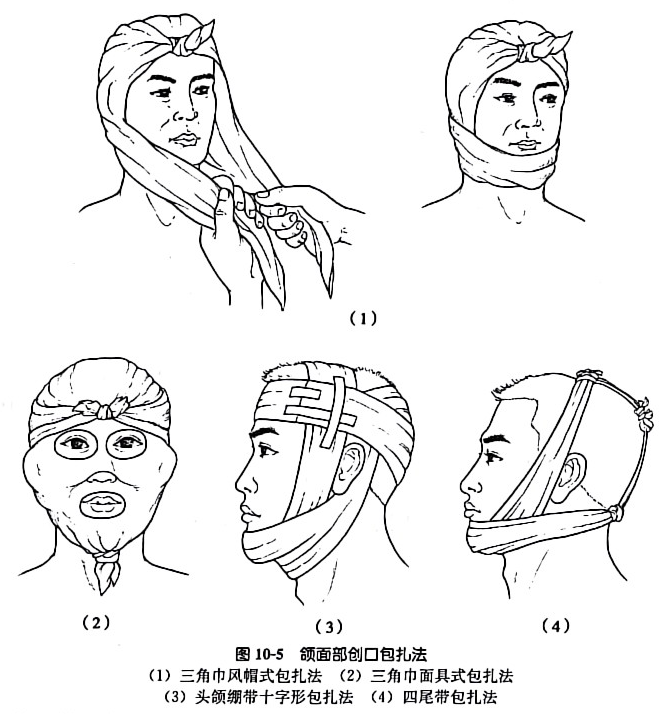 (1)
(2)
(3)
(4)
图 10-5 颌面部创口包扎法
(1) 三角巾风帽式包扎法 (2) 三角巾面具式包扎法
(3) 头颌绷带十字形包扎法 (4) 四尾带包扎法